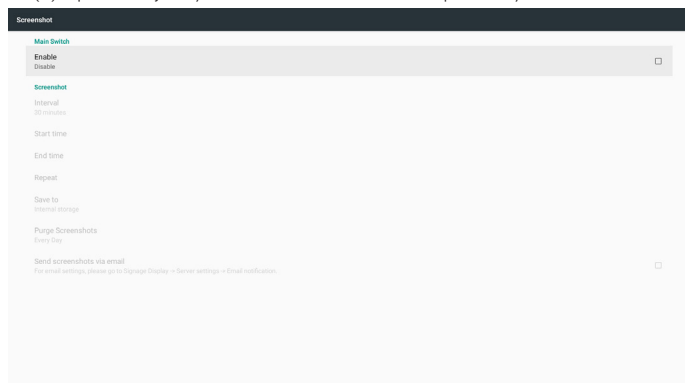 Screenshot
Main Switch
Enable
Disable
Screenshot
Interval
30 minutes
Start time
End time
Repeat
Save to
Internal storage
Purge Screenshots
Every Day
Send screenshots via email
For email settings, please go to Signage Display -> Server settings -> Email notification.